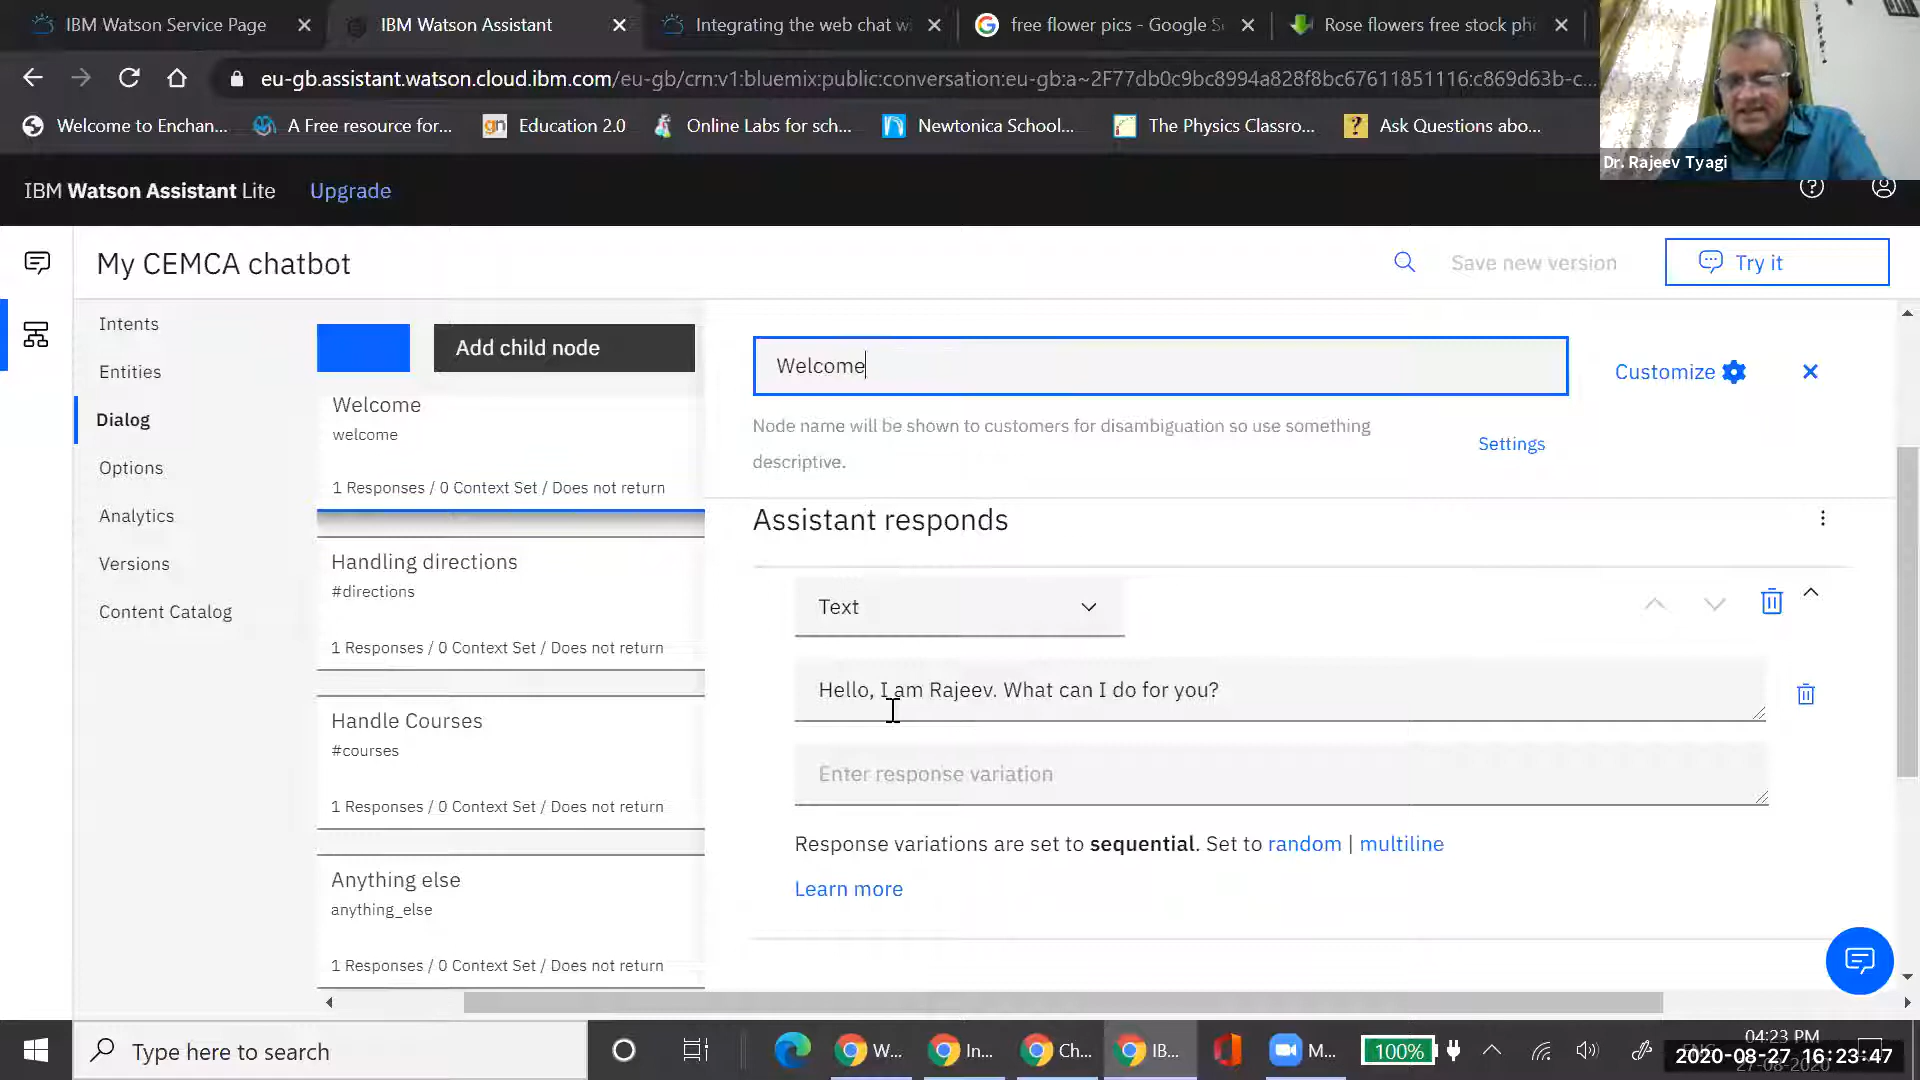 IBM Watson Service Page
IBM Watson Assistant
Integrating the web chat wi
free flower pics - Google Se
Rose flowers free stock pho
eu-gb.assistant.watson.cloud.ibm.com/eu-gb/crn:v1:bluemix:public:conversation:eu-gb:a~2F77db0c9bc8994a828f8bc67611851116:c869d63b-c...
Welcome to Enchan...
A Free resource for...
gn Education 2.0
Online Labs for sch...
Newtonica School...
The Physics Classro...
Ask Questions abo...
Dr. Rajeev Tyagi
IBM Watson Assistant Lite
Upgrade
My CEMCA chatbot
Save new version
Try it
Intents
Entities
Dialog
Options
Analytics
Versions
Content Catalog
Add child node
Welcome
welcome
1 Responses / 0 Context Set / Does not return
Handling directions
#directions
1 Responses / 0 Context Set / Does not return
Handle Courses
#courses
1 Responses / 0 Context Set / Does not return
Anything else
anything_else
1 Responses / 0 Context Set / Does not return
Welcome
Customize
Node name will be shown to customers for disambiguation so use something
descriptive.
Settings
Assistant responds
Text
Hello, I am Rajeev. What can I do for you?
Enter response variation
Response variations are set to sequential. Set to random | multiline
Learn more
Type here to search
W...
In...
Ch...
IB...
M...
100%
04:23 PM
2020-08-27 16:23:47
27-08-2020